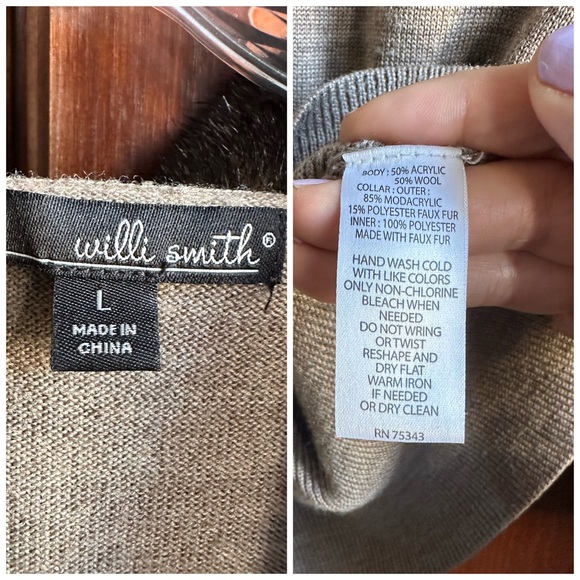 willi smith®
L
MADE IN
CHINA
BODY : 50% ACRYLIC
50% WOOL
COLLAR : OUTER :
85% MODACRYLIC
15% POLYESTER FAUX FUR
INNER : 100% POLYESTER
MADE WITH FAUX FUR
HAND WASH COLD
WITH LIKE COLORS
ONLY NON-CHLORINE
BLEACH WHEN
NEEDED
DO NOT WRING
OR TWIST
RESHAPE AND
DRY FLAT
WARM IRON
IF NEEDED
OR DRY CLEAN
RN 75343